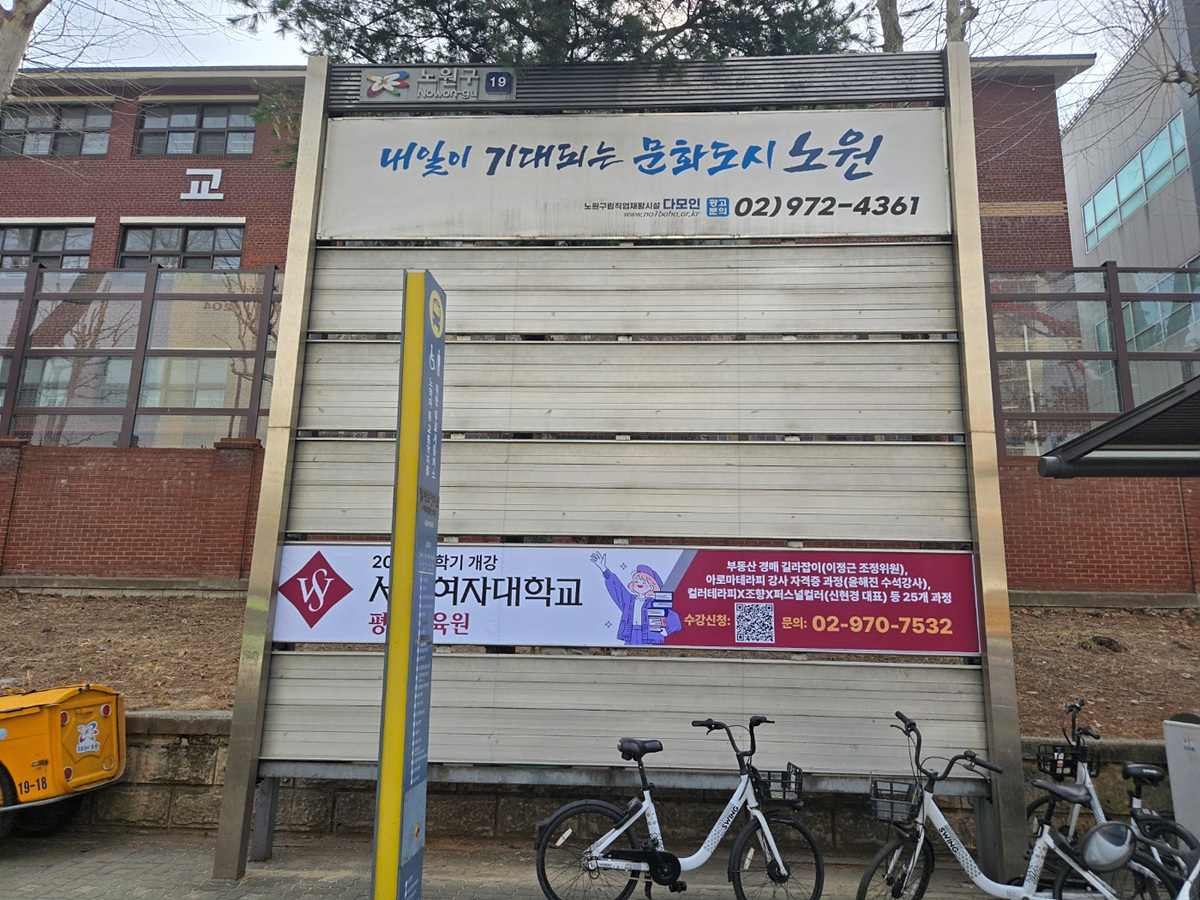 노원구
Nowon-gu
19
내일이 기대되는 문화도시 노원
노원구립직업재활시설 다모인 광고문의 02)972-4361
www.no1boho.or.kr
교
20 학기 개강
여자대학교
평 육원
부동산 경매 길라잡이(이정근 조정위원),
아로마테라피 강사 자격증 과정(윤해진 수석강사),
컬러테라피X조향X퍼스널컬러(신현경 대표) 등 25개 과정
수강신청: 문의: 02-970-7532
19-18
SWING
SWING